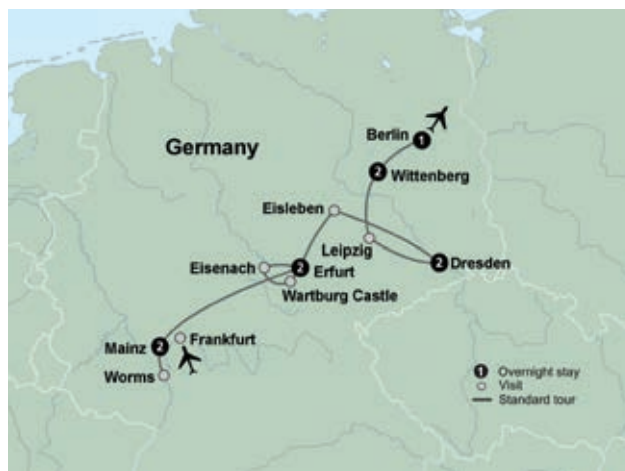 Germany
Berlin
1
2
Wittenberg
Eisleben
Leipzig
2
Dresden
Eisenach
2
Erfurt
Wartburg Castle
Frankfurt
Mainz
2
Worms
1 Overnight stay
Visit
Standard tour